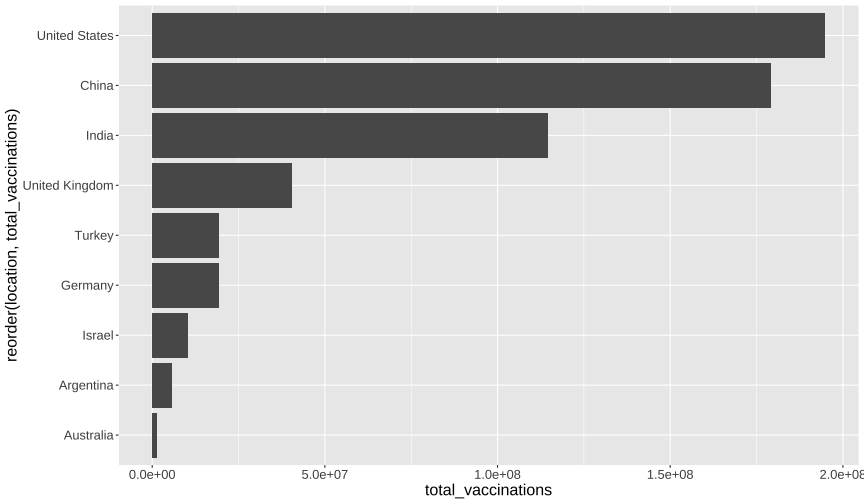 United States
China
India
United Kingdom
Turkey
Germany
Israel
Argentina
Australia
reorder(location, total_vaccinations)
0.0e+00 5.0e+07 1.0e+08 1.5e+08 2.0e+08
total_vaccinations